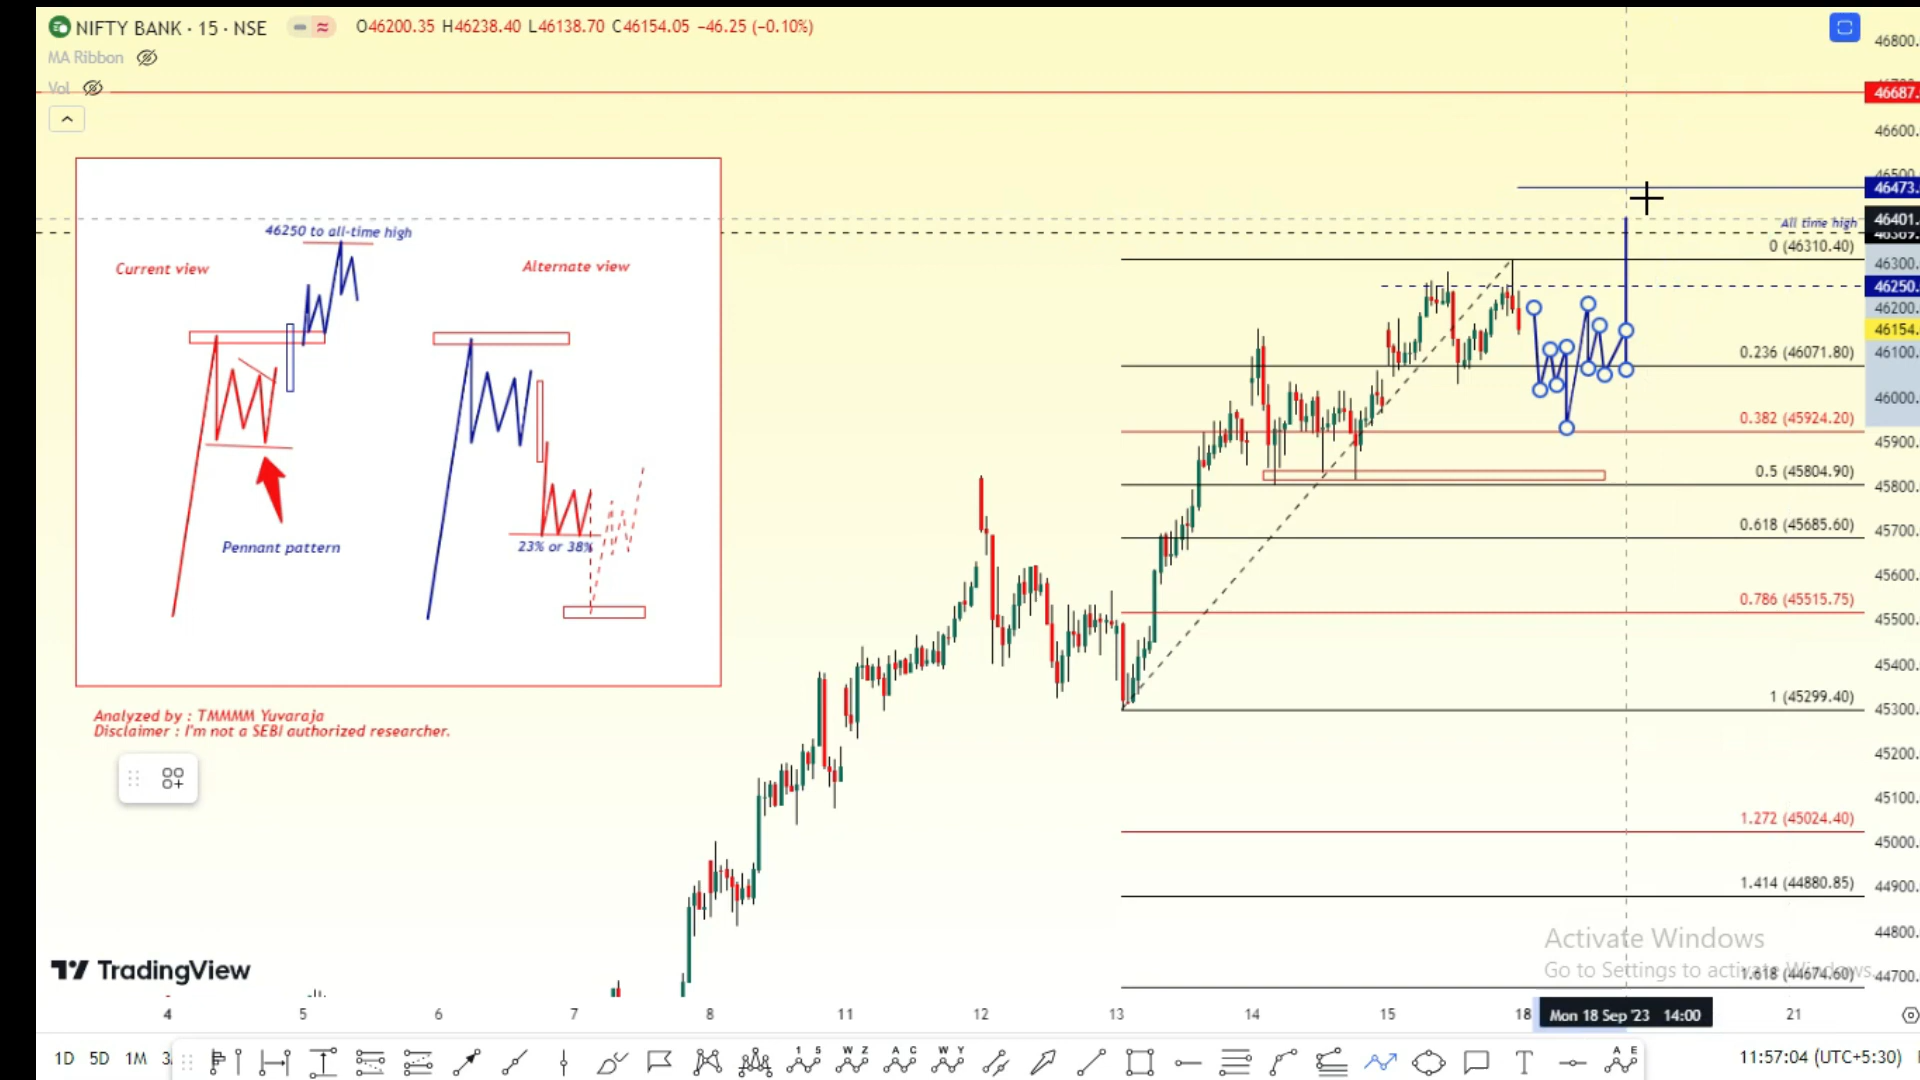 NIFTY BANK · 15 · NSE O46200.35 H46238.40 L46138.70 C46154.05 −46.25 (−0.10%)
MA Ribbon
Vol
46800.
46687.
46600.
46500.
46473.
46401.
All time high
0 (46310.40)
46300.
46250.
46200.
46154.
0.236 (46071.80)
46100.
46000.
0.382 (45924.20)
45900.
0.5 (45804.90)
45800.
0.618 (45685.60)
45700.
0.786 (45515.75)
45600.
45500.
45400.
1 (45299.40)
45300.
45200.
45100.
1.272 (45024.40)
45000.
1.414 (44880.85)
44900.
44800.
1.618 (44674.60)
44700.
46250 to all-time high
Current view
Alternate view
Pennant pattern
23% or 38%
Analyzed by : TMMMM Yuvaraja
Disclaimer : I'm not a SEBI authorized researcher.
Activate Windows
Go to Settings to activate Windows.
TradingView
4 5 6 7 8 11 12 13 14 15 18 Mon 18 Sep '23 14:00 21
1D 5D 1M
11:57:04 (UTC+5:30)